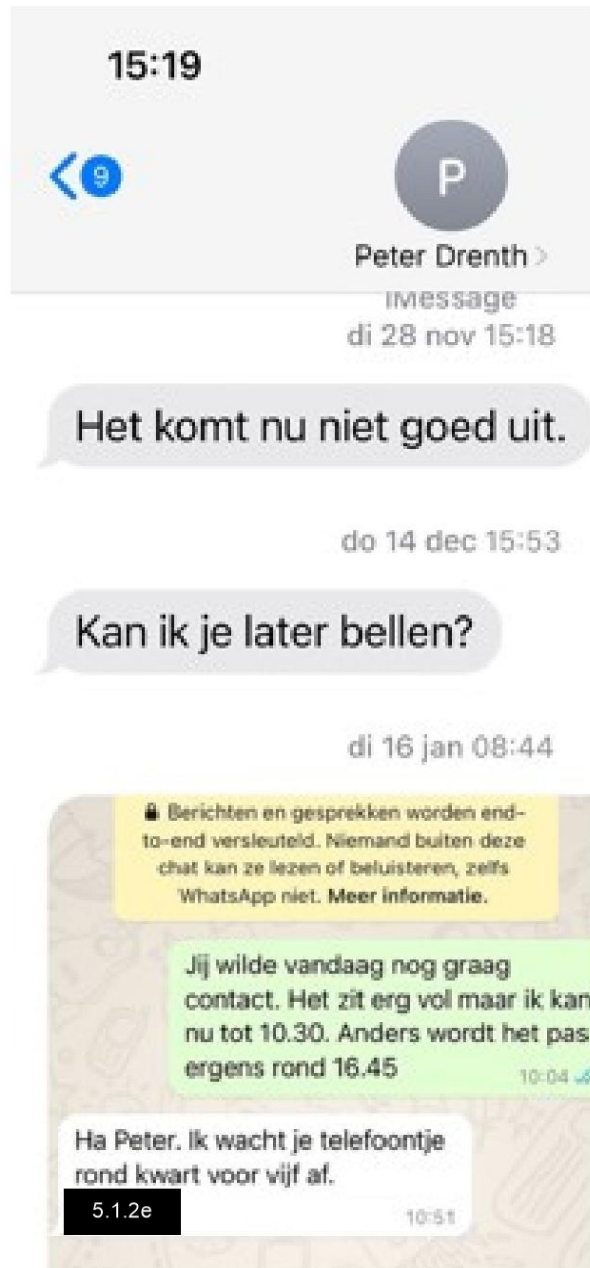 15:19
9
P
Peter Drenth
iMessage
di 28 nov 15:18
Het komt nu niet goed uit.
do 14 dec 15:53
Kan ik je later bellen?
di 16 jan 08:44
Berichten en gesprekken worden end-
to-end versleuteld. Niemand buiten deze
chat kan ze lezen of beluisteren, zelfs
WhatsApp niet. Meer informatie.
Jij wilde vandaag nog graag
contact. Het zit erg vol maar ik kan
nu tot 10.30. Anders wordt het pas
ergens rond 16.45
10:04
Ha Peter. Ik wacht je telefoontje
rond kwart voor vijf af.
5.1.2e
10:51